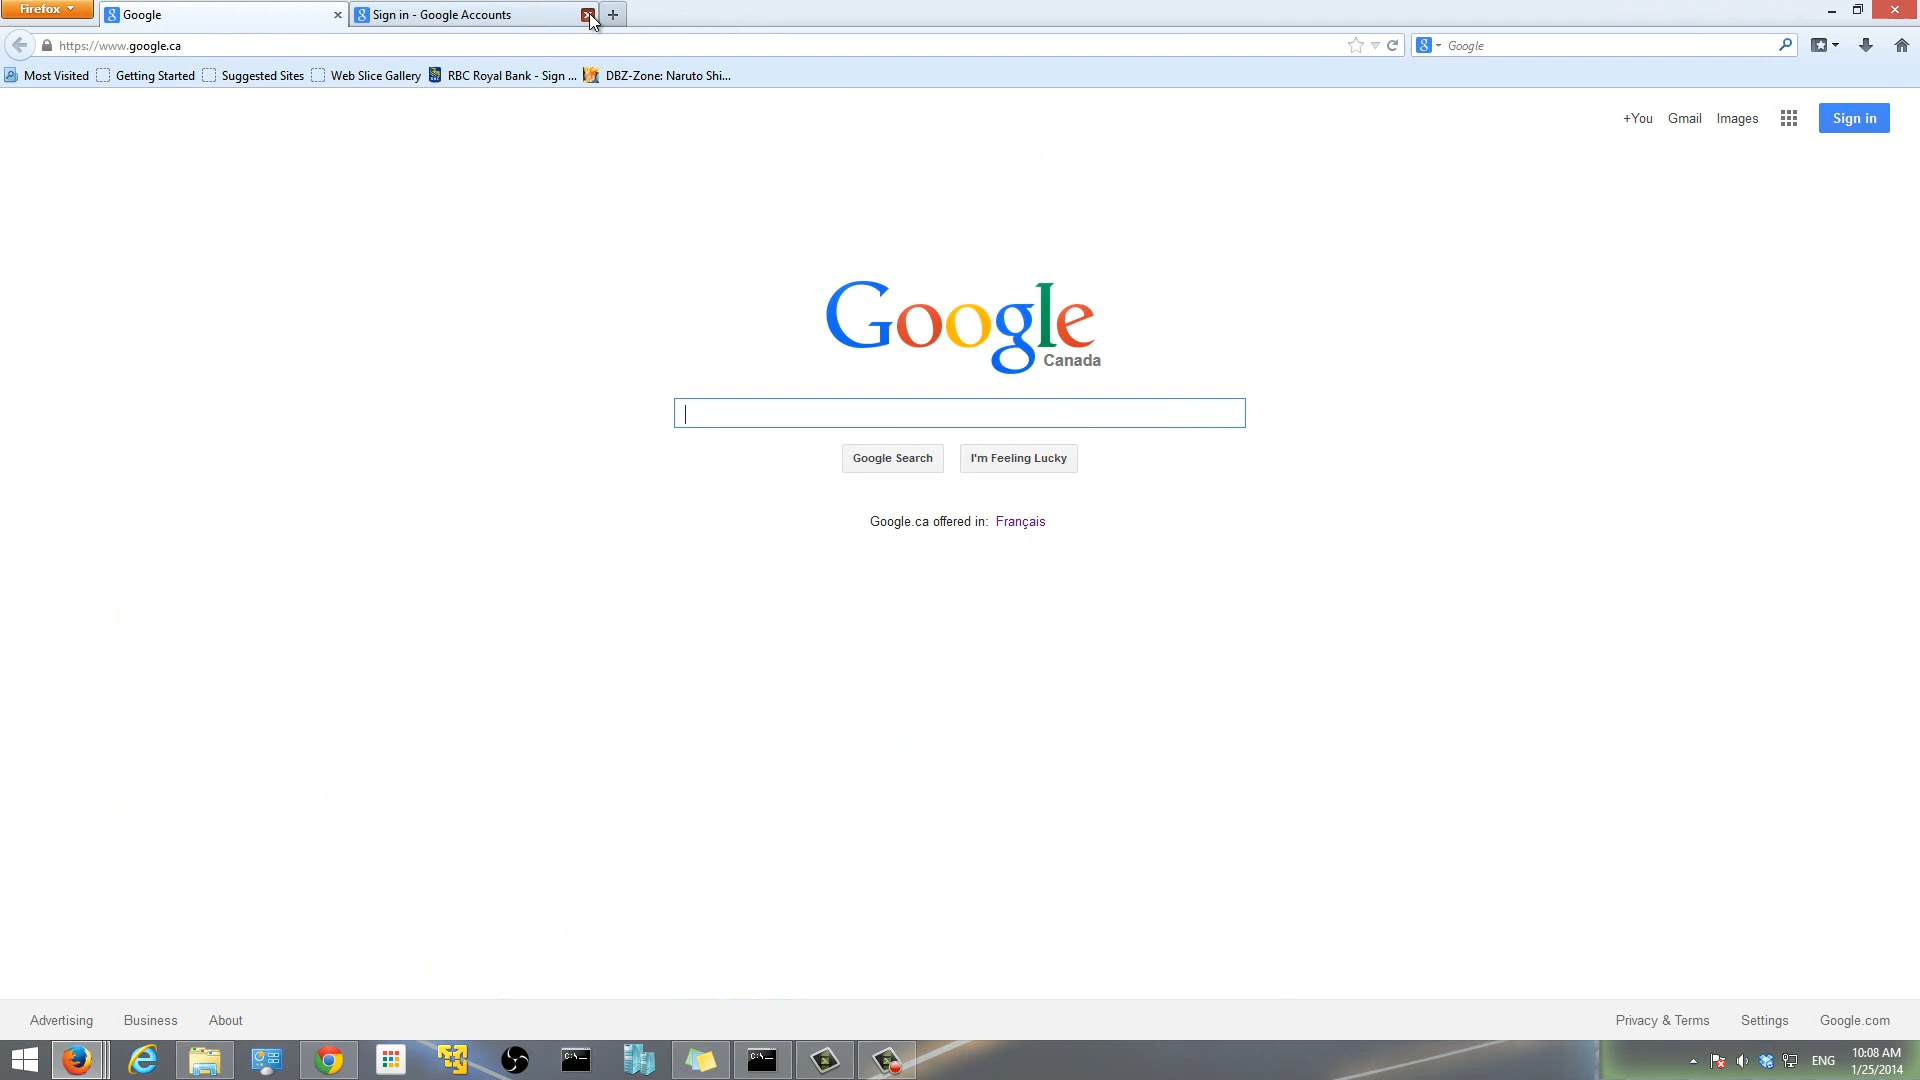 Firefox
Google
Sign in - Google Accounts
https://www.google.ca
Google
Most Visited
Getting Started
Suggested Sites
Web Slice Gallery
RBC Royal Bank - Sign ...
DBZ-Zone: Naruto Shi...
+You
Gmail
Images
Sign in
Google
Canada
Google Search
I'm Feeling Lucky
Google.ca offered in: Français
Advertising
Business
About
Privacy & Terms
Settings
Google.com
ENG
10:08 AM
1/25/2014